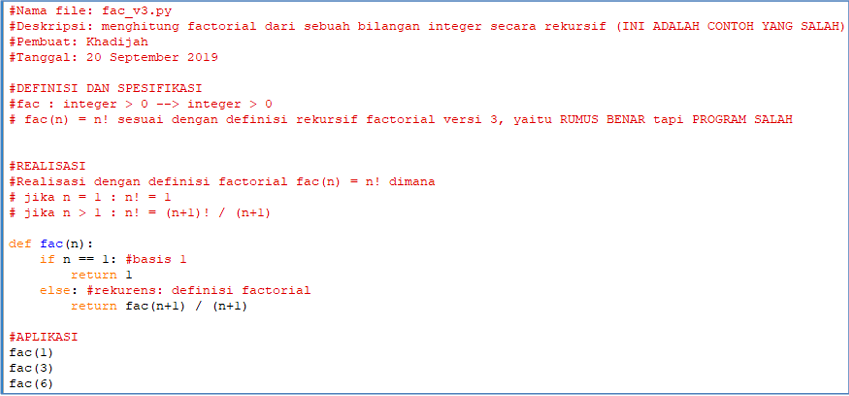 #Nama file: fac_v3.py
#Deskripsi: menghitung factorial dari sebuah bilangan integer secara rekursif (INI ADALAH CONTOH YANG SALAH)
#Pembuat: Khadijah
#Tanggal: 20 September 2019
#DEFINISI DAN SPESIFIKASI
#fac : integer > 0 --> integer > 0
# fac(n) = n! sesuai dengan definisi rekursif factorial versi 3, yaitu RUMUS BENAR tapi PROGRAM SALAH
#REALISASI
#Realisasi dengan definisi factorial fac(n) = n! dimana
# jika n = 1 : n! = 1
# jika n > 1 : n! = (n+1)! / (n+1)
def fac(n):
    if n == 1: #basis 1
        return 1
    else: #rekurens: definisi factorial
        return fac(n+1) / (n+1)
#APLIKASI
fac(1)
fac(3)
fac(6)